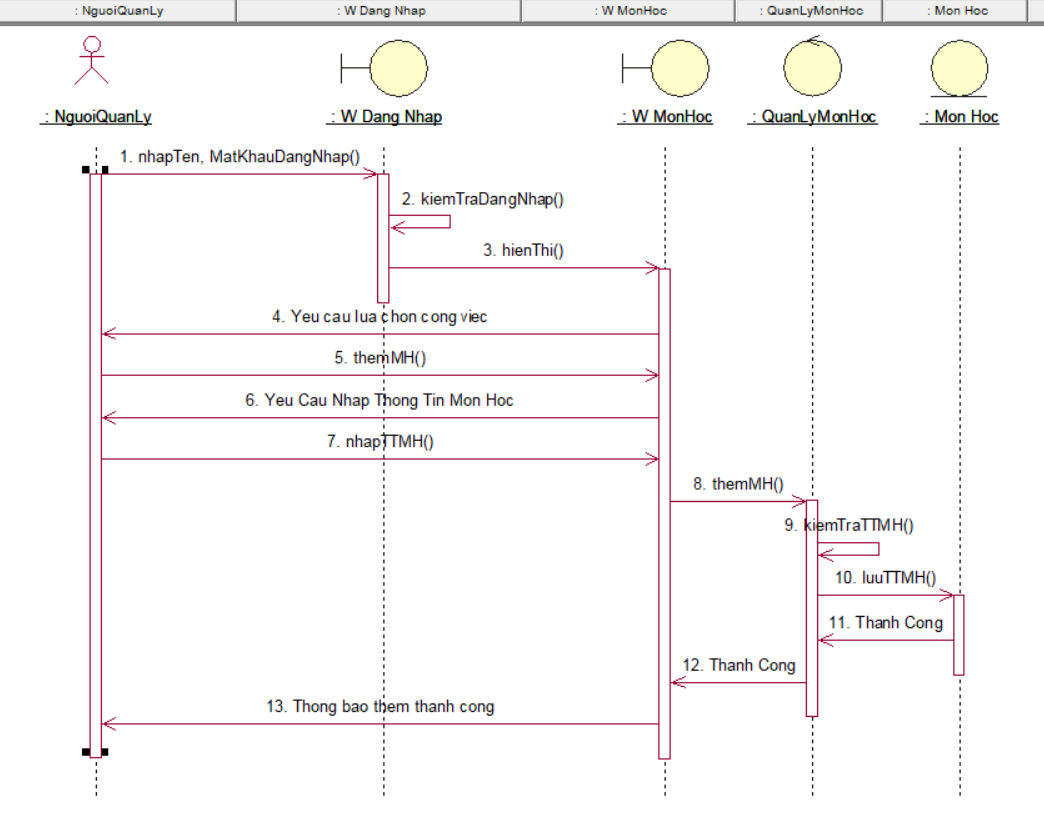 : NguoiQuanLy
: W Dang Nhap
: W MonHoc
: QuanLyMonHoc
: Mon Hoc
: NguoiQuanLy
: W Dang Nhap
: W MonHoc
: QuanLyMonHoc
: Mon Hoc
1. nhapTen, MatKhauDangNhap()
2. kiemTraDangNhap()
3. hienThi()
4. Yeu cau lua chon cong viec
5. themMH()
6. Yeu Cau Nhap Thong Tin Mon Hoc
7. nhapTTMH()
8. themMH()
9. kiemTraTTMH()
10. luuTTMH()
11. Thanh Cong
12. Thanh Cong
13. Thong bao them thanh cong